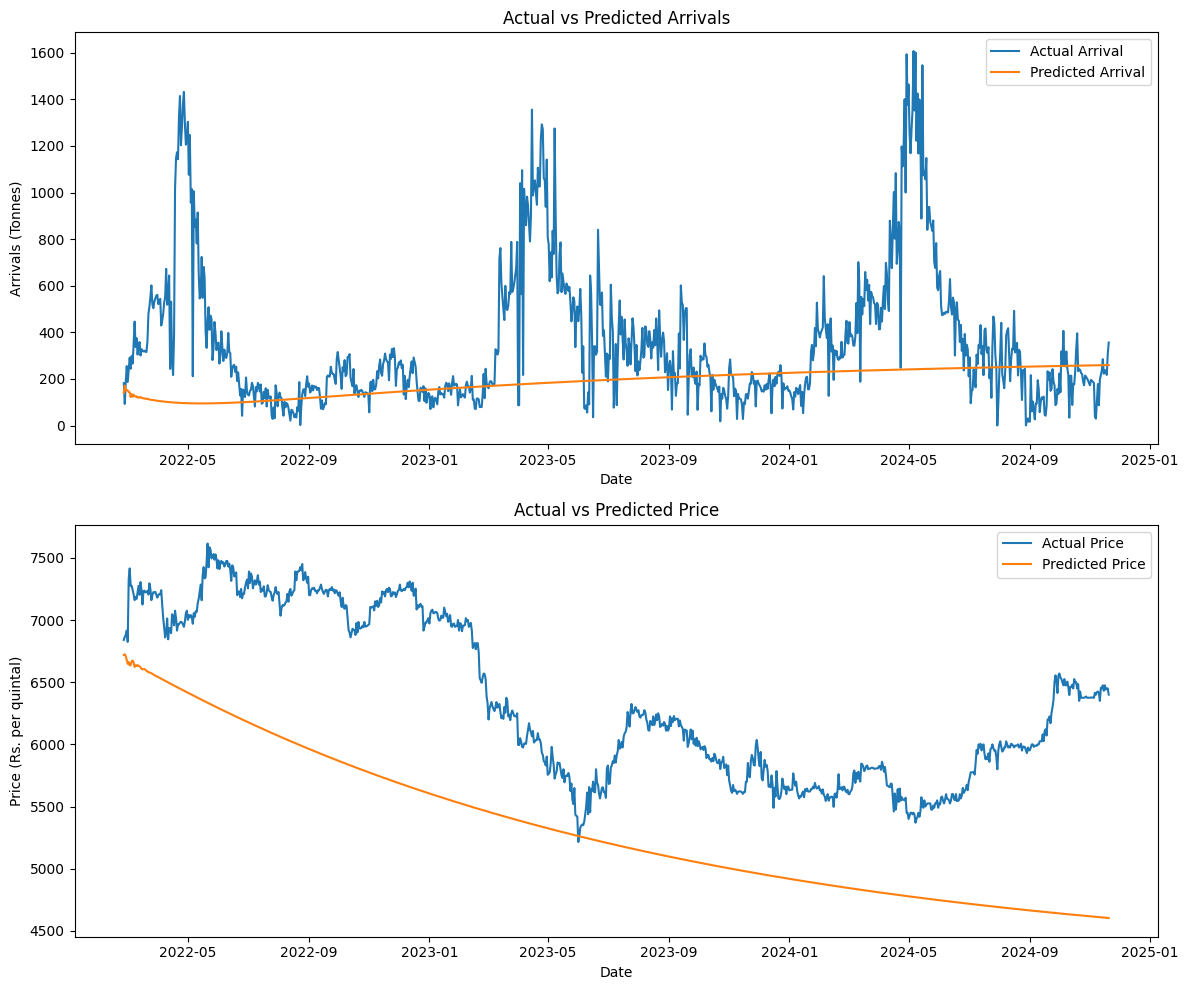 Actual vs Predicted Arrivals
Arrivals (Tonnes)
1600
1400
1200
1000
800
600
400
200
0
Actual Arrival
Predicted Arrival
2022-05 2022-09 2023-01 2023-05 2023-09 2024-01 2024-05 2024-09 2025-01
Date
Actual vs Predicted Price
Price (Rs. per quintal)
7500
7000
6500
6000
5500
5000
4500
Actual Price
Predicted Price
2022-05 2022-09 2023-01 2023-05 2023-09 2024-01 2024-05 2024-09 2025-01
Date